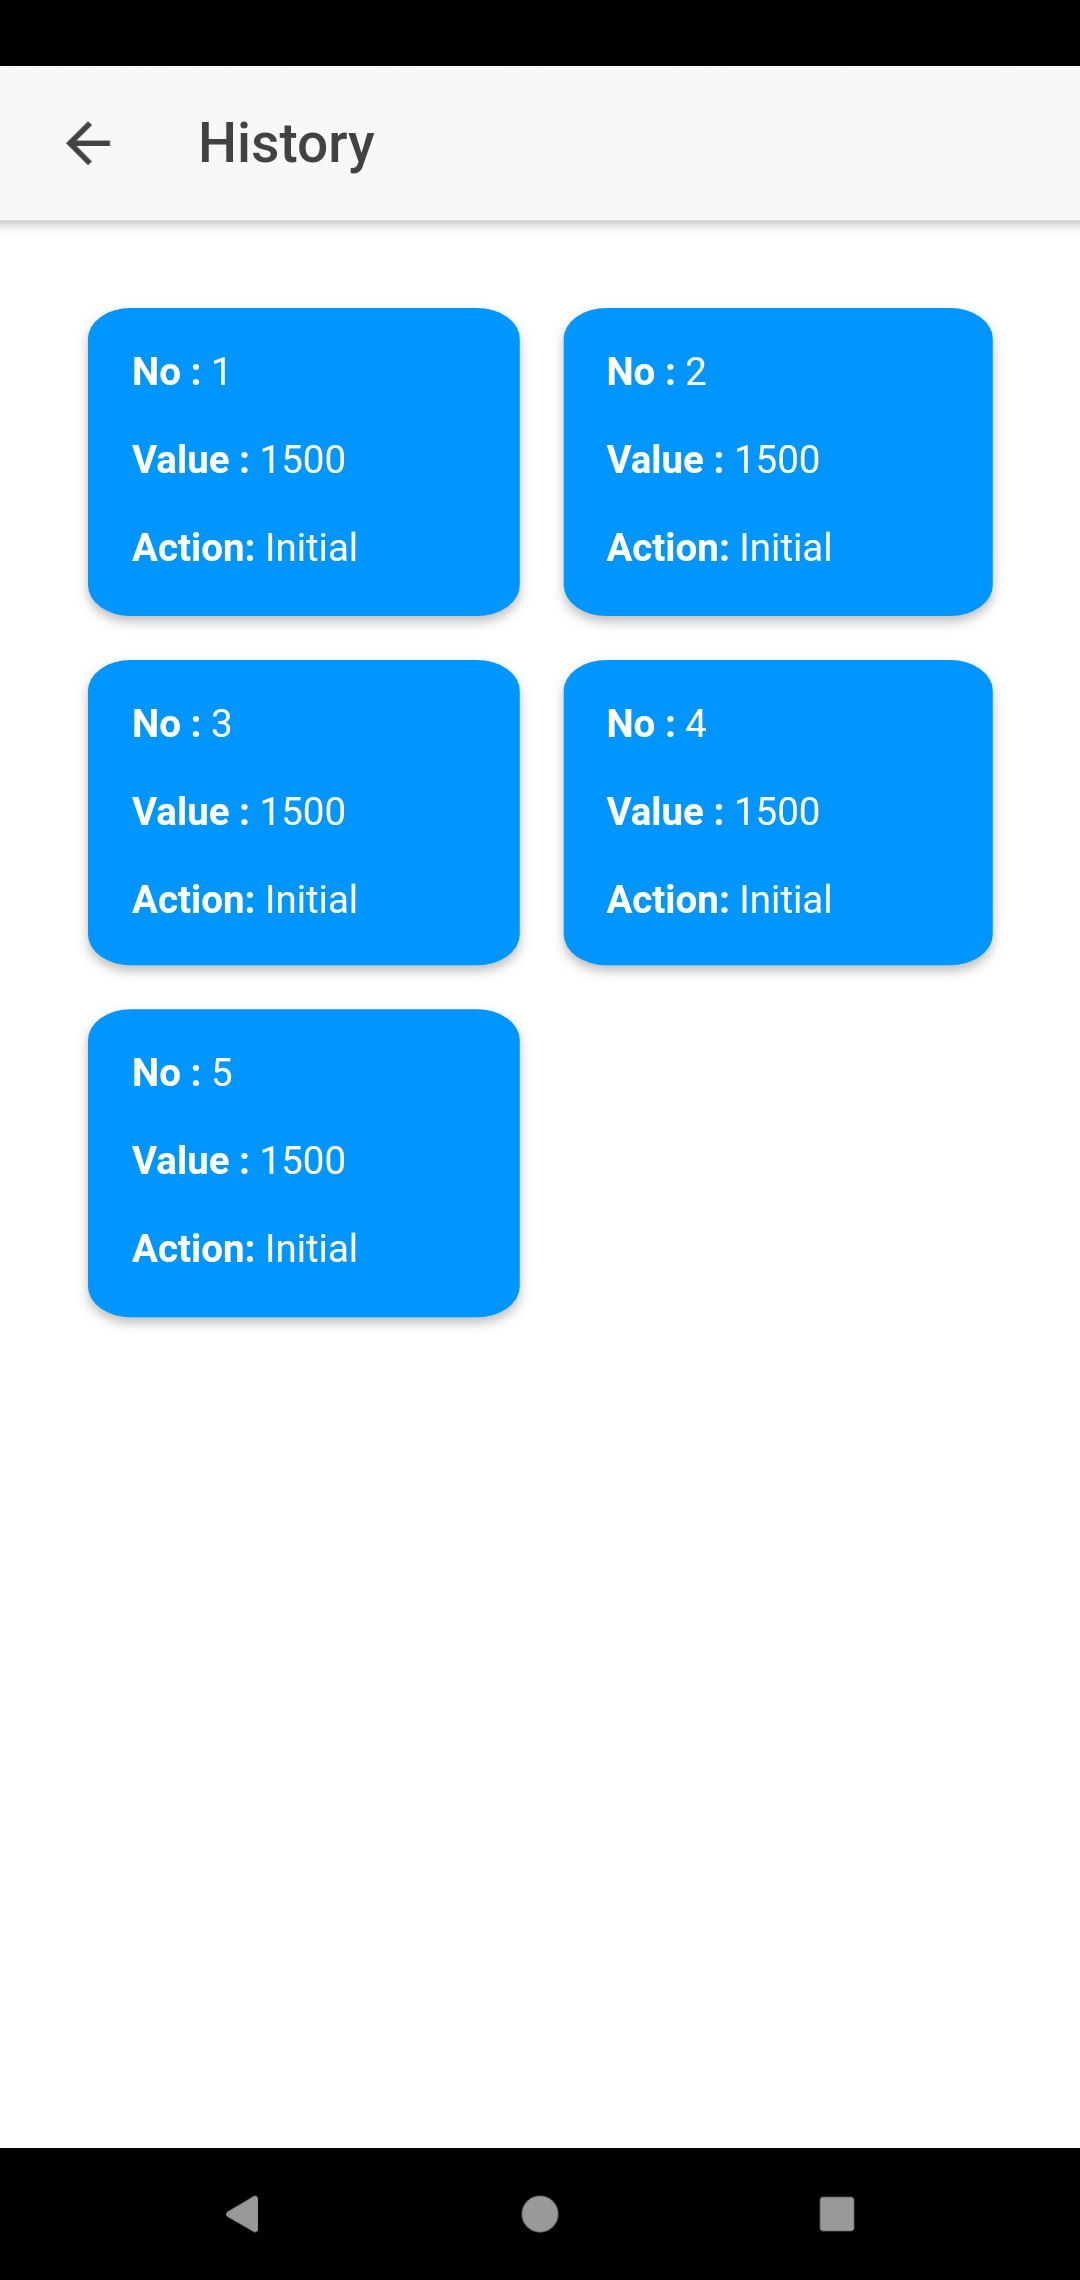 History
No : 1
Value : 1500
Action: Initial
No : 2
Value : 1500
Action: Initial
No : 3
Value : 1500
Action: Initial
No : 4
Value : 1500
Action: Initial
No : 5
Value : 1500
Action: Initial